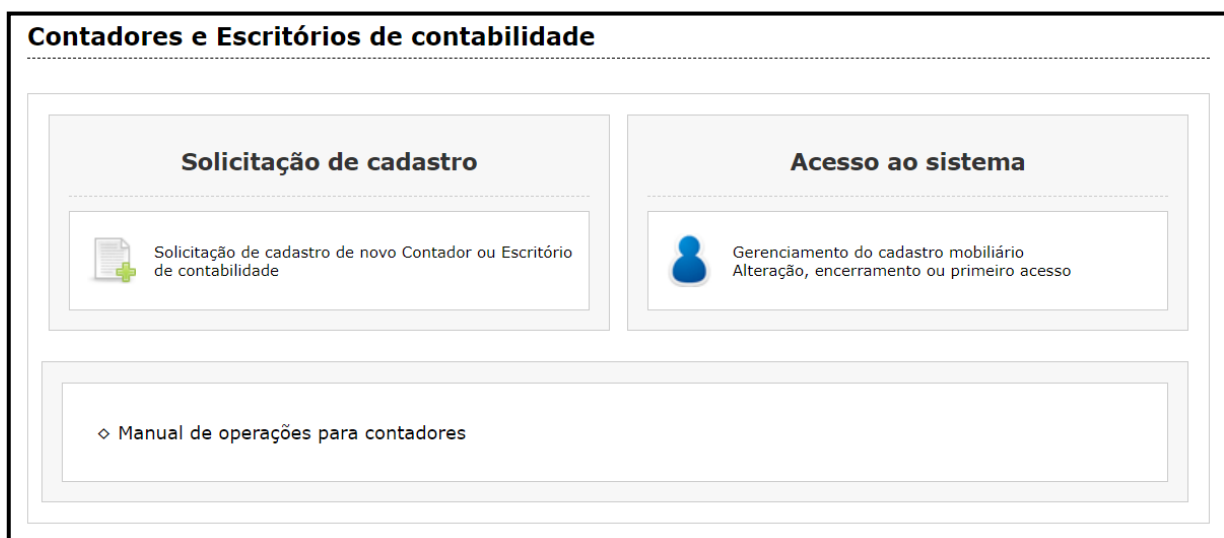 Contadores e Escritórios de contabilidade
Solicitação de cadastro
Solicitação de cadastro de novo Contador ou Escritório
de contabilidade
Acesso ao sistema
Gerenciamento do cadastro mobiliário
Alteração, encerramento ou primeiro acesso
◇ Manual de operações para contadores